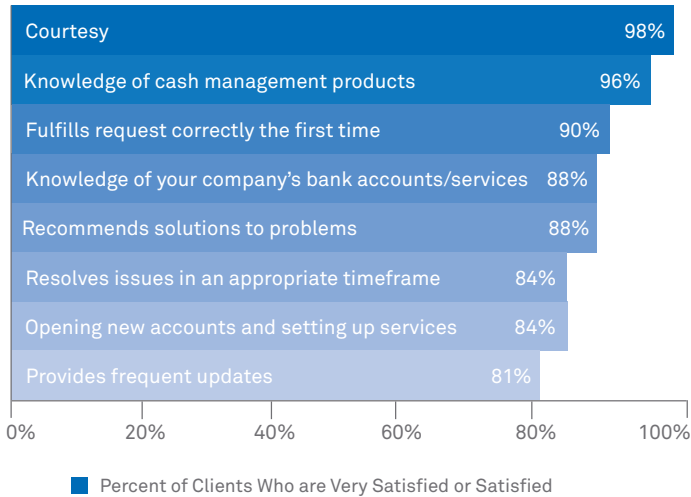 Courtesy 98%
Knowledge of cash management products 96%
Fulfills request correctly the first time 90%
Knowledge of your company’s bank accounts/services 88%
Recommends solutions to problems 88%
Resolves issues in an appropriate timeframe 84%
Opening new accounts and setting up services 84%
Provides frequent updates 81%
0% 20% 40% 60% 80% 100%
Percent of Clients Who are Very Satisfied or Satisfied